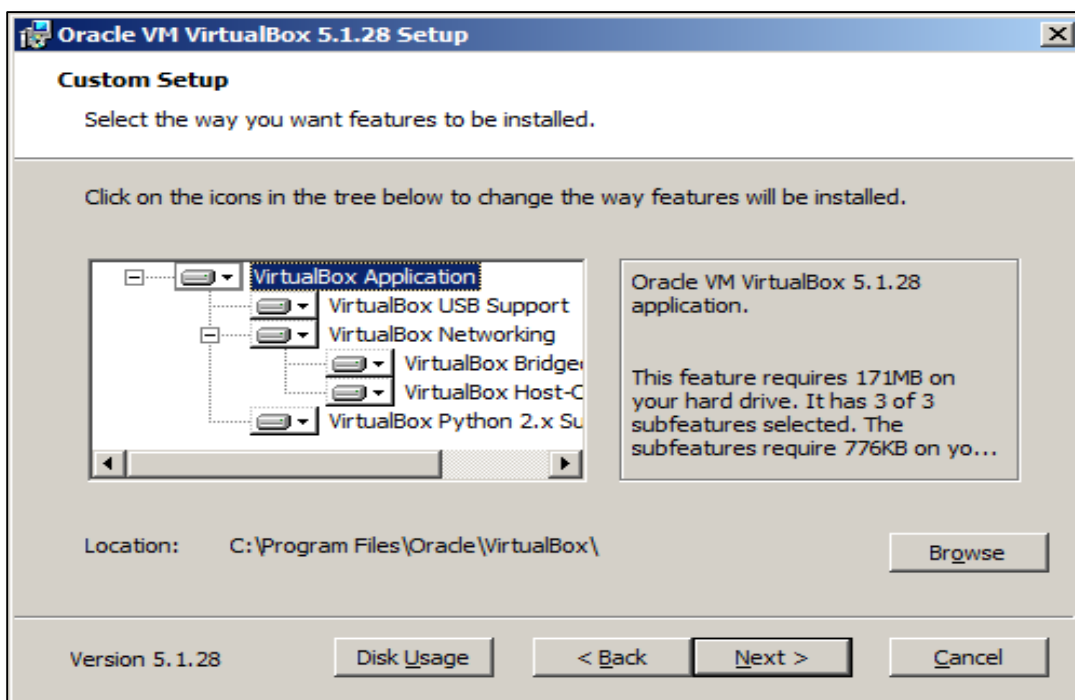 Oracle VM VirtualBox 5.1.28 Setup
Custom Setup
Select the way you want features to be installed.
Click on the icons in the tree below to change the way features will be installed.
VirtualBox Application
VirtualBox USB Support
VirtualBox Networking
VirtualBox Bridge
VirtualBox Host-C
VirtualBox Python 2.x Su
Oracle VM VirtualBox 5.1.28
application.
This feature requires 171MB on
your hard drive. It has 3 of 3
subfeatures selected. The
subfeatures require 776KB on yo...
Location: C:\Program Files\Oracle\VirtualBox\
Browse
Version 5.1.28 Disk Usage < Back Next > Cancel